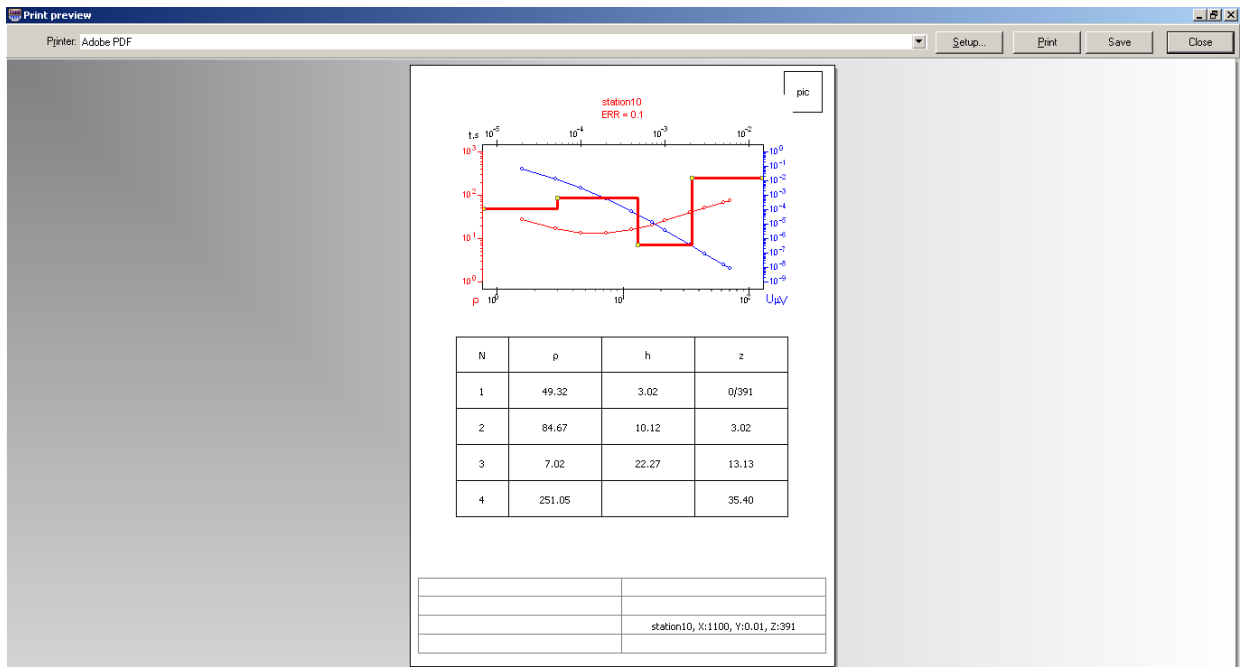 Print preview
Printer: Adobe PDF Setup... Print Save Close
pic
station10
ERR = 0.1
t.s 10⁻⁵ 10⁻⁴ 10⁻³ 10⁻²
10³ 10⁰
10⁻¹
10⁻²
10² 10⁻³
10⁻⁴
10⁻⁵
10¹ 10⁻⁶
10⁻⁷
10⁻⁸
10⁰ 10⁻⁹
ρ 10⁰ 10¹ 10² UμV
N ρ h z
1 49.32 3.02 0/391
2 84.67 10.12 3.02
3 7.02 22.27 13.13
4 251.05 35.40
station10, X:1100, Y:0.01, Z:391